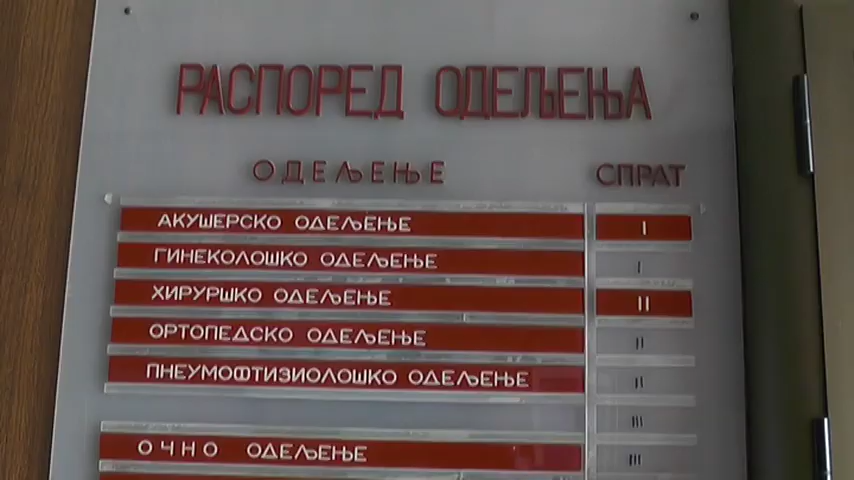 РАСПОРЕД ОДЕЉЕЊА
ОДЕЉЕЊЕ СПРАТ
АКУШЕРСКО ОДЕЉЕЊЕ I
ГИНЕКОЛОШКО ОДЕЉЕЊЕ I
ХИРУРШКО ОДЕЉЕЊЕ II
ОРТОПЕДСКО ОДЕЉЕЊЕ II
ПНЕУМОФТИЗИОЛОШКО ОДЕЉЕЊЕ II
III
ОЧНО ОДЕЉЕЊЕ III